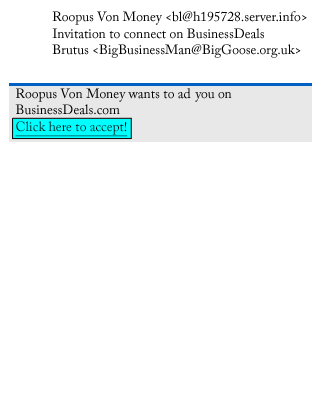 Roopus Von Money <bl@h195728.server.info>
Invitation to connect on BusinessDeals
Brutus <BigBusinessMan@BigGoose.org.uk>
Roopus Von Money wants to ad you on
BusinessDeals.com
Click here to accept!